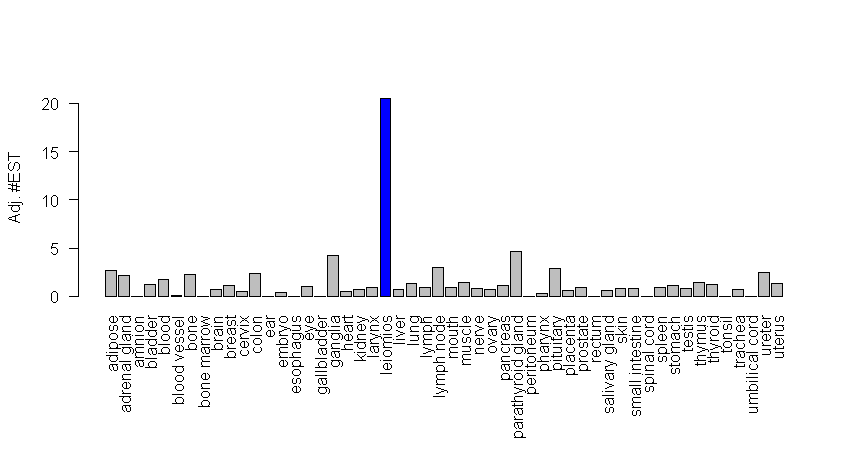 Adj. #EST
20
15
10
5
0
adipose
adrenal gland
amnion
bladder
blood
blood vessel
bone
bone marrow
brain
breast
cervix
colon
ear
embryo
esophagus
eye
gallbladder
ganglia
heart
kidney
larynx
leiomios
liver
lung
lymph
lymph node
mouth
muscle
nerve
ovary
pancreas
parathyroid gland
peritoneum
pharynx
pituitary
placenta
prostate
rectum
salivary gland
skin
small intestine
spinal cord
spleen
stomach
testis
thymus
thyroid
tonsil
trachea
umbilical cord
ureter
uterus